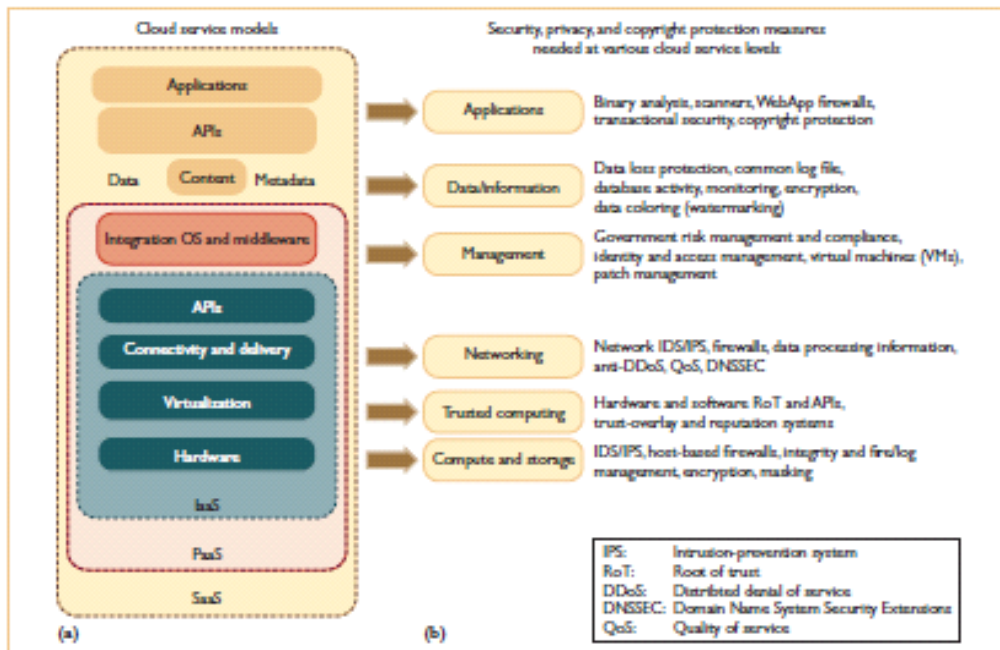 Cloud service models
Security, privacy, and copyright protection measures
needed at various cloud service levels
Applications
APIs
Data
Content
Metadata
Integration OS and middleware
APIs
Connectivity and delivery
Virtualization
Hardware
IaaS
PaaS
SaaS
(a)
Applications
Binary analysis, scanners, WebApp firewalls,
transactional security, copyright protection
Data/Information
Data loss protection, common log file,
database activity, monitoring, encryption,
data coloring (watermarking)
Management
Government risk management and compliance,
identity and access management, virtual machines (VMs),
patch management
Networking
Network IDS/IPS, firewalls, data processing information,
anti-DDoS, QoS, DNSSEC
Trusted computing
Hardware and software RoT and APIs,
trust-overlay and reputation systems
Compute and storage
IDS/IPS, host-based firewalls, integrity and fire/log
management, encryption, masking
(b)
IPS: Intrusion-prevention system
RoT: Root of trust
DDoS: Distribted denial of service
DNSSEC: Domain Name System Security Extensions
QoS: Quality of service